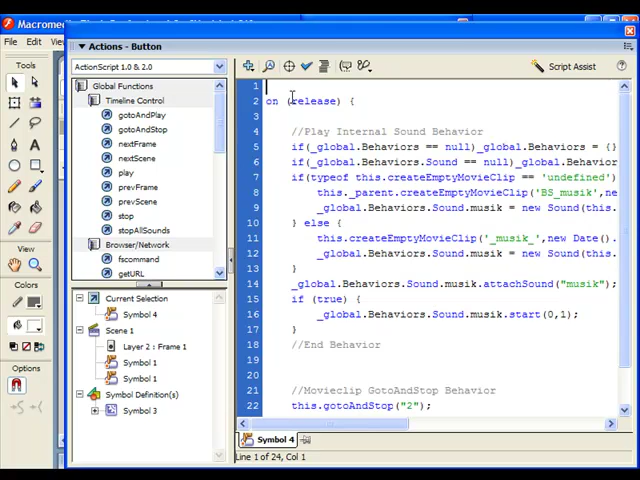 Macromed
File Edit
Actions - Button
Tools
ActionScript 1.0 & 2.0
Script Assist
Global Functions
Timeline Control
gotoAndPlay
gotoAndStop
nextFrame
nextScene
play
prevFrame
prevScene
stop
stopAllSounds
Browser/Network
fscommand
getURL
View
Colors
Options
Current Selection
Symbol 4
Scene 1
Layer 2 : Frame 1
Symbol 1
Symbol 1
Symbol Definition(s)
Symbol 3
1
2 on (release) {
3
4 //Play Internal Sound Behavior
5 if(_global.Behaviors == null)_global.Behaviors = {}
6 if(_global.Behaviors.Sound == null)_global.Behavior
7 if(typeof this.createEmptyMovieClip == 'undefined')
8 this._parent.createEmptyMovieClip('BS_musik',ne
9 _global.Behaviors.Sound.musik = new Sound(this.
10 } else {
11 this.createEmptyMovieClip('_musik_',new Date().
12 _global.Behaviors.Sound.musik = new Sound(this.
13 }
14 _global.Behaviors.Sound.musik.attachSound("musik");
15 if (true) {
16 _global.Behaviors.Sound.musik.start(0,1);
17 }
18 //End Behavior
19
20
21 //Movieclip GotoAndStop Behavior
22 this.gotoAndStop("2");
Symbol 4
Line 1 of 24, Col 1